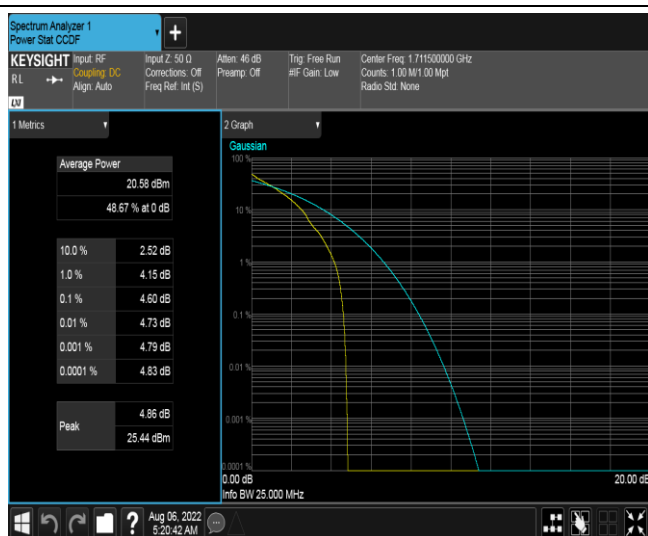 Spectrum Analyzer 1
Power Stat CCDF
+
KEYSIGHT
RL
LXI
Input: RF
Coupling: DC
Align: Auto
Input Z: 50 Ω
Corrections: Off
Freq Ref: Int (S)
Atten: 46 dB
Preamp: Off
Trig: Free Run
#IF Gain: Low
Center Freq: 1.711500000 GHz
Counts: 1.00 M/1.00 Mpt
Radio Std: None
1 Metrics
Average Power
20.58 dBm
48.67 % at 0 dB
10.0 % 2.52 dB
1.0 % 4.15 dB
0.1 % 4.60 dB
0.01 % 4.73 dB
0.001 % 4.79 dB
0.0001 % 4.83 dB
Peak
4.86 dB
25.44 dBm
2 Graph
Gaussian
100 %
10 %
1 %
0.1 %
0.01 %
0.001 %
0.0001 %
0.00 dB
20.00 dB
Info BW 25.000 MHz
?
Aug 06, 2022
5:20:42 AM